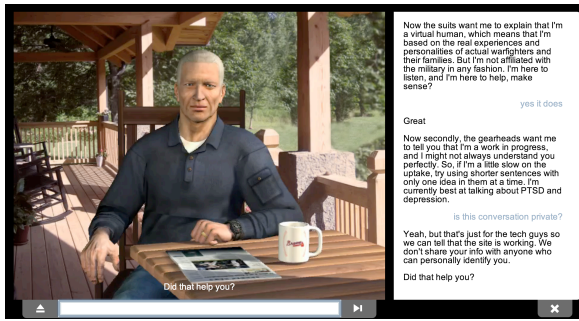 Now the suits want me to explain that I'm
a virtual human, which means that I'm
based on the real experiences and
personalities of actual warfighters and
their families. But I'm not affiliated with
the military in any fashion. I'm here to
listen, and I'm here to help, make
sense?
yes it does
Great
Now secondly, the gearheads want me
to tell you that I'm a work in progress,
and I might not always understand you
perfectly. So, if I'm a little slow on the
uptake, try using shorter sentences with
only one idea in them at a time. I'm
currently best at talking about PTSD and
depression.
is this conversation private?
Yeah, but that's just for the tech guys so
we can tell that the site is working. We
don't share your info with anyone who
can personally identify you.
Did that help you?
Did that help you?